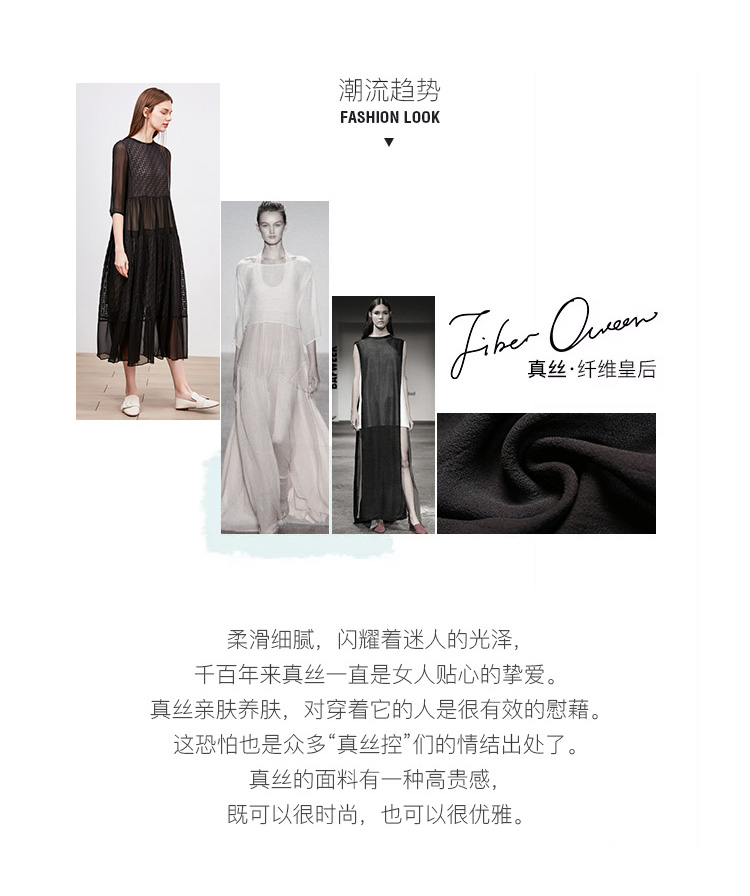 潮流趋势
FASHION LOOK
Fiber Queen
真丝·纤维皇后
柔滑细腻，闪耀着迷人的光泽，
千百年来真丝一直是女人贴心的挚爱。
真丝亲肤养肤，对穿着它的人是很有效的慰藉。
这恐怕也是众多“真丝控”们的情结出处了。
真丝的面料有一种高贵感，
既可以很时尚，也可以很优雅。